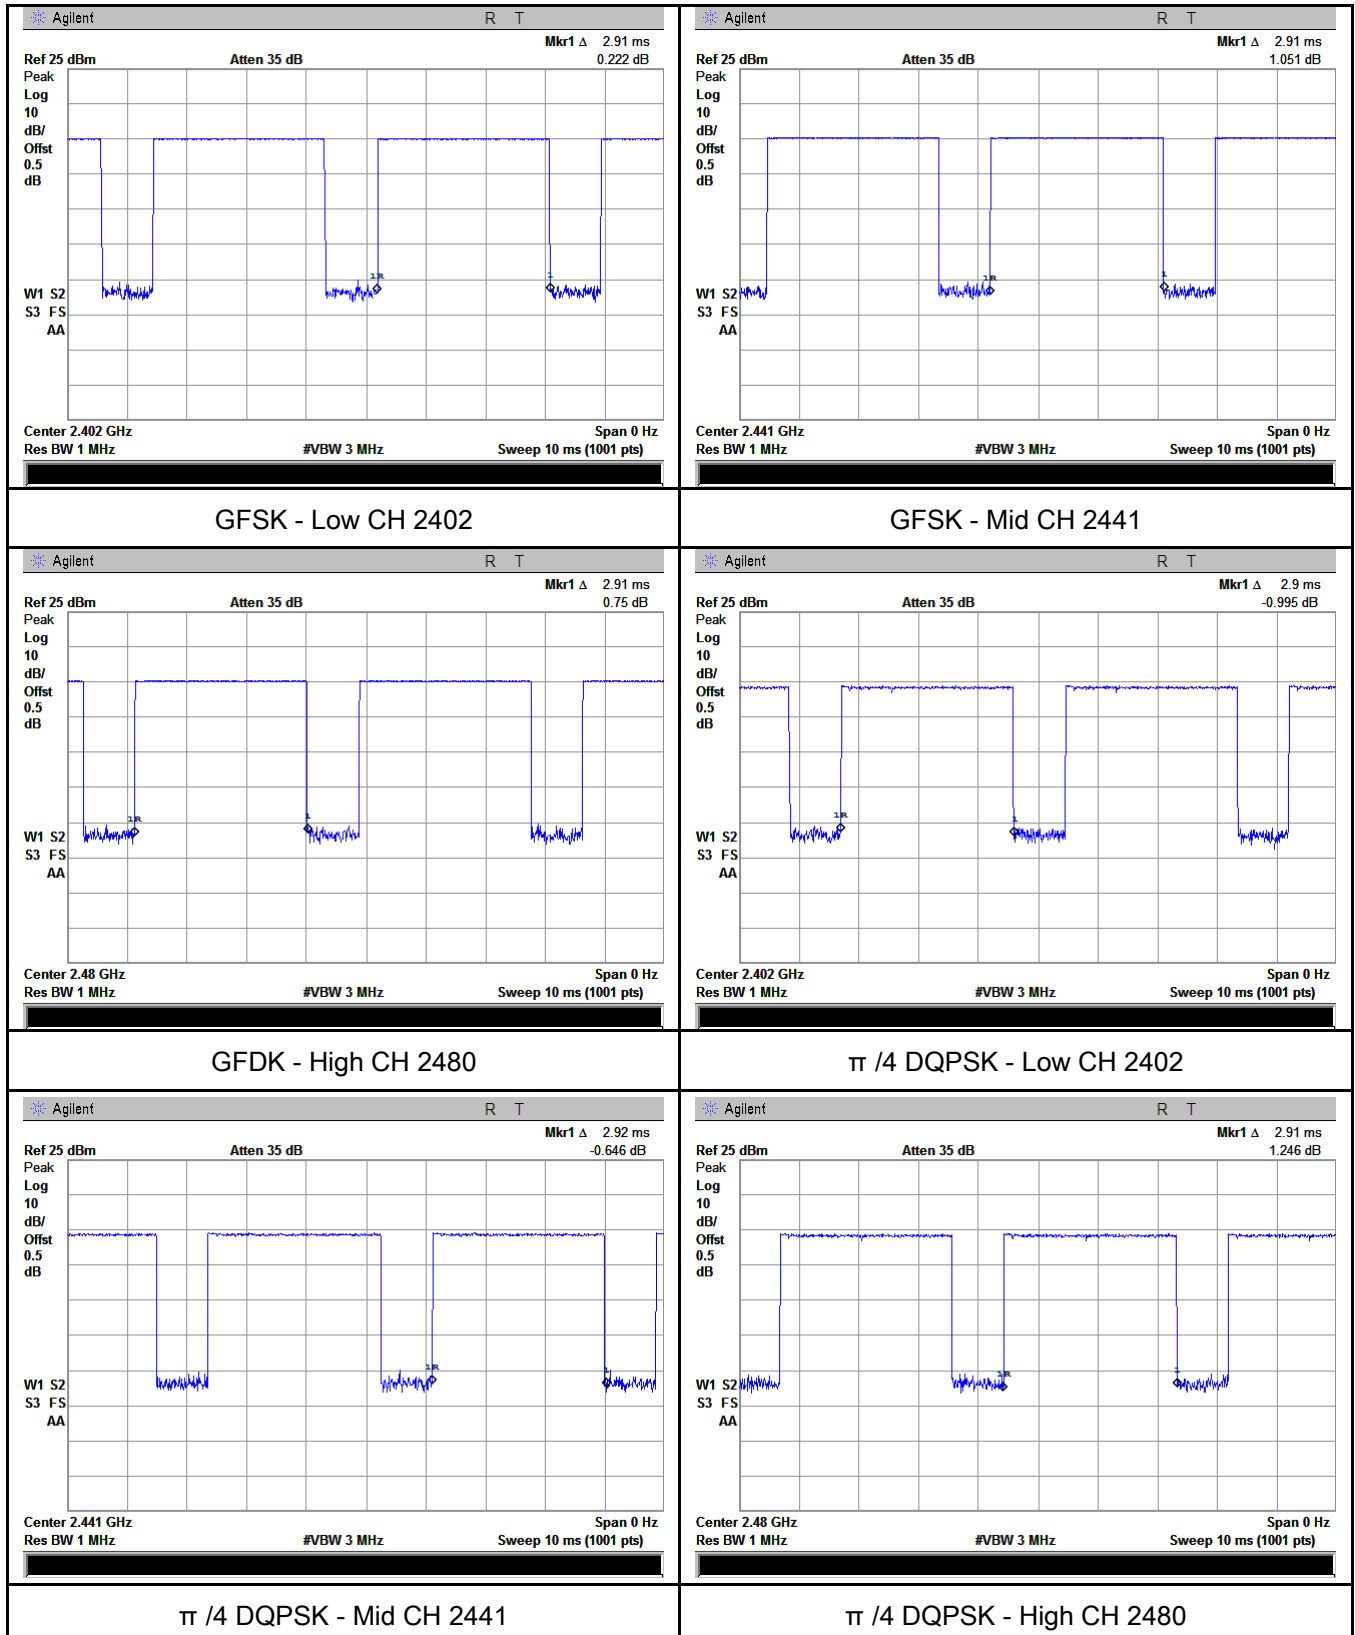 Agilent R T
Mkr1 Δ 2.91 ms
Ref 25 dBm Atten 35 dB 0.222 dB
Peak
Log
10
dB/
Offst
0.5
dB
1R
1
W1 S2
S3 FS
AA
Center 2.402 GHz Span 0 Hz
Res BW 1 MHz #VBW 3 MHz Sweep 10 ms (1001 pts)
GFSK - Low CH 2402
Agilent R T
Mkr1 Δ 2.91 ms
Ref 25 dBm Atten 35 dB 1.051 dB
Peak
Log
10
dB/
Offst
0.5
dB
1R
1
W1 S2
S3 FS
AA
Center 2.441 GHz Span 0 Hz
Res BW 1 MHz #VBW 3 MHz Sweep 10 ms (1001 pts)
GFSK - Mid CH 2441
Agilent R T
Mkr1 Δ 2.91 ms
Ref 25 dBm Atten 35 dB 0.75 dB
Peak
Log
10
dB/
Offst
0.5
dB
1R
1
W1 S2
S3 FS
AA
Center 2.48 GHz Span 0 Hz
Res BW 1 MHz #VBW 3 MHz Sweep 10 ms (1001 pts)
GFDK - High CH 2480
Agilent R T
Mkr1 Δ 2.9 ms
Ref 25 dBm Atten 35 dB -0.995 dB
Peak
Log
10
dB/
Offst
0.5
dB
1R
1
W1 S2
S3 FS
AA
Center 2.402 GHz Span 0 Hz
Res BW 1 MHz #VBW 3 MHz Sweep 10 ms (1001 pts)
π /4 DQPSK - Low CH 2402
Agilent R T
Mkr1 Δ 2.92 ms
Ref 25 dBm Atten 35 dB -0.646 dB
Peak
Log
10
dB/
Offst
0.5
dB
1R
1
W1 S2
S3 FS
AA
Center 2.441 GHz Span 0 Hz
Res BW 1 MHz #VBW 3 MHz Sweep 10 ms (1001 pts)
π /4 DQPSK - Mid CH 2441
Agilent R T
Mkr1 Δ 2.91 ms
Ref 25 dBm Atten 35 dB 1.246 dB
Peak
Log
10
dB/
Offst
0.5
dB
1R
1
W1 S2
S3 FS
AA
Center 2.48 GHz Span 0 Hz
Res BW 1 MHz #VBW 3 MHz Sweep 10 ms (1001 pts)
π /4 DQPSK - High CH 2480